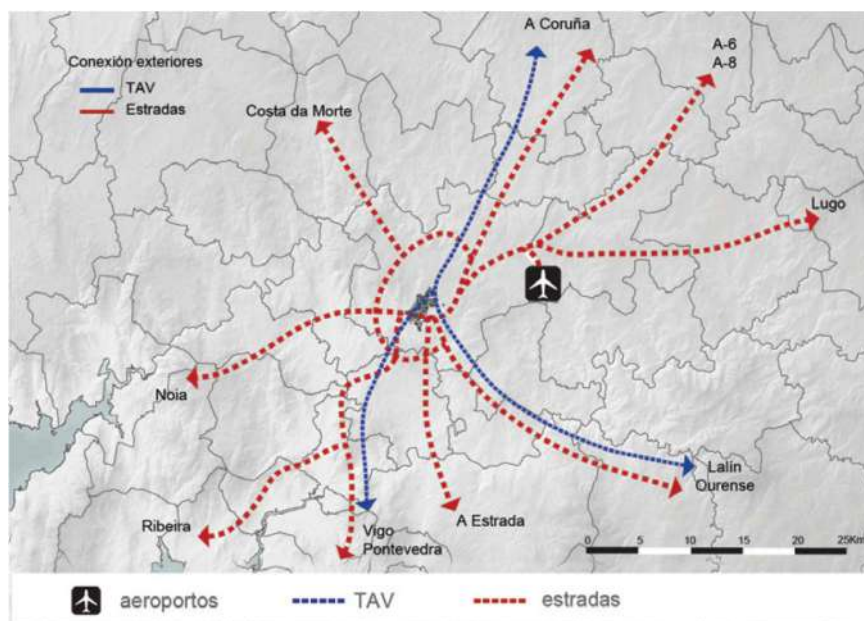 A Coruña
A-6
A-8
Conexión exteriores
TAV
Estradas
Costa da Morte
Lugo
Noia
Lalín
Ourense
Ribeira
Vigo
Pontevedra
A Estrada
0 5 10 15 20 25Km
aeroportos TAV estradas